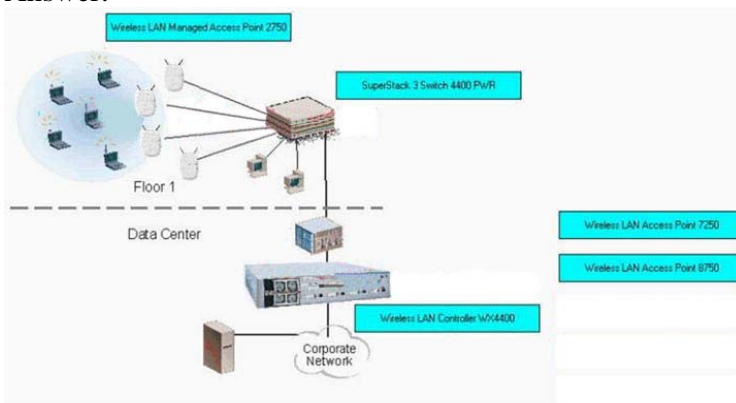 Wireless LAN Managed Access Point 2750
SuperStack 3 Switch 4400 PWR
Floor 1
Data Center
Wireless LAN Access Point 7250
Wireless LAN Access Point 8750
Wireless LAN Controller WX4400
Corporate
Network